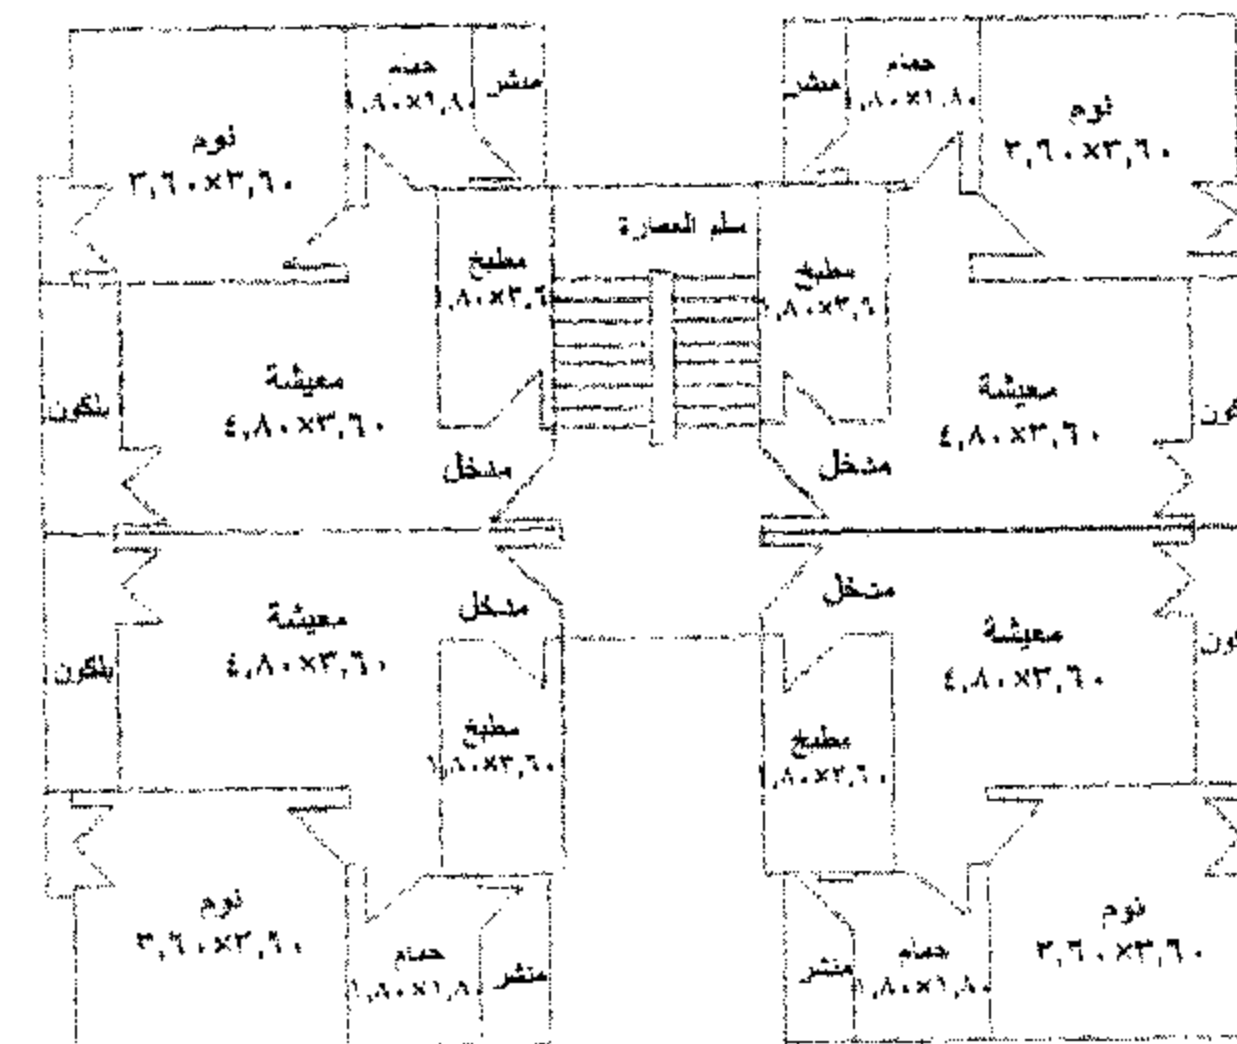 حمام
١,٨٠×١,٨٠
منشر
نوم
٣,٦٠×٣,٦٠
منشر
حمام
١,٨٠×١,٨٠
نوم
٣,٦٠×٣,٦٠
سلم العمارة
مطبخ
١,٨٠×٣,٦٠
مطبخ
١,٨٠×٣,٦٠
معيشة
٤,٨٠×٣,٦٠
بلكون
معيشة
٤,٨٠×٣,٦٠
كون
مدخل
مدخل
مدخل
مدخل
معيشة
٤,٨٠×٣,٦٠
بلكون
معيشة
٤,٨٠×٣,٦٠
كون
مطبخ
١,٨٠×٣,٦٠
مطبخ
١,٨٠×٣,٦٠
نوم
٣,٦٠×٣,٦٠
حمام
١,٨٠×١,٨٠
منشر
منشر
حمام
١,٨٠×١,٨٠
نوم
٣,٦٠×٣,٦٠